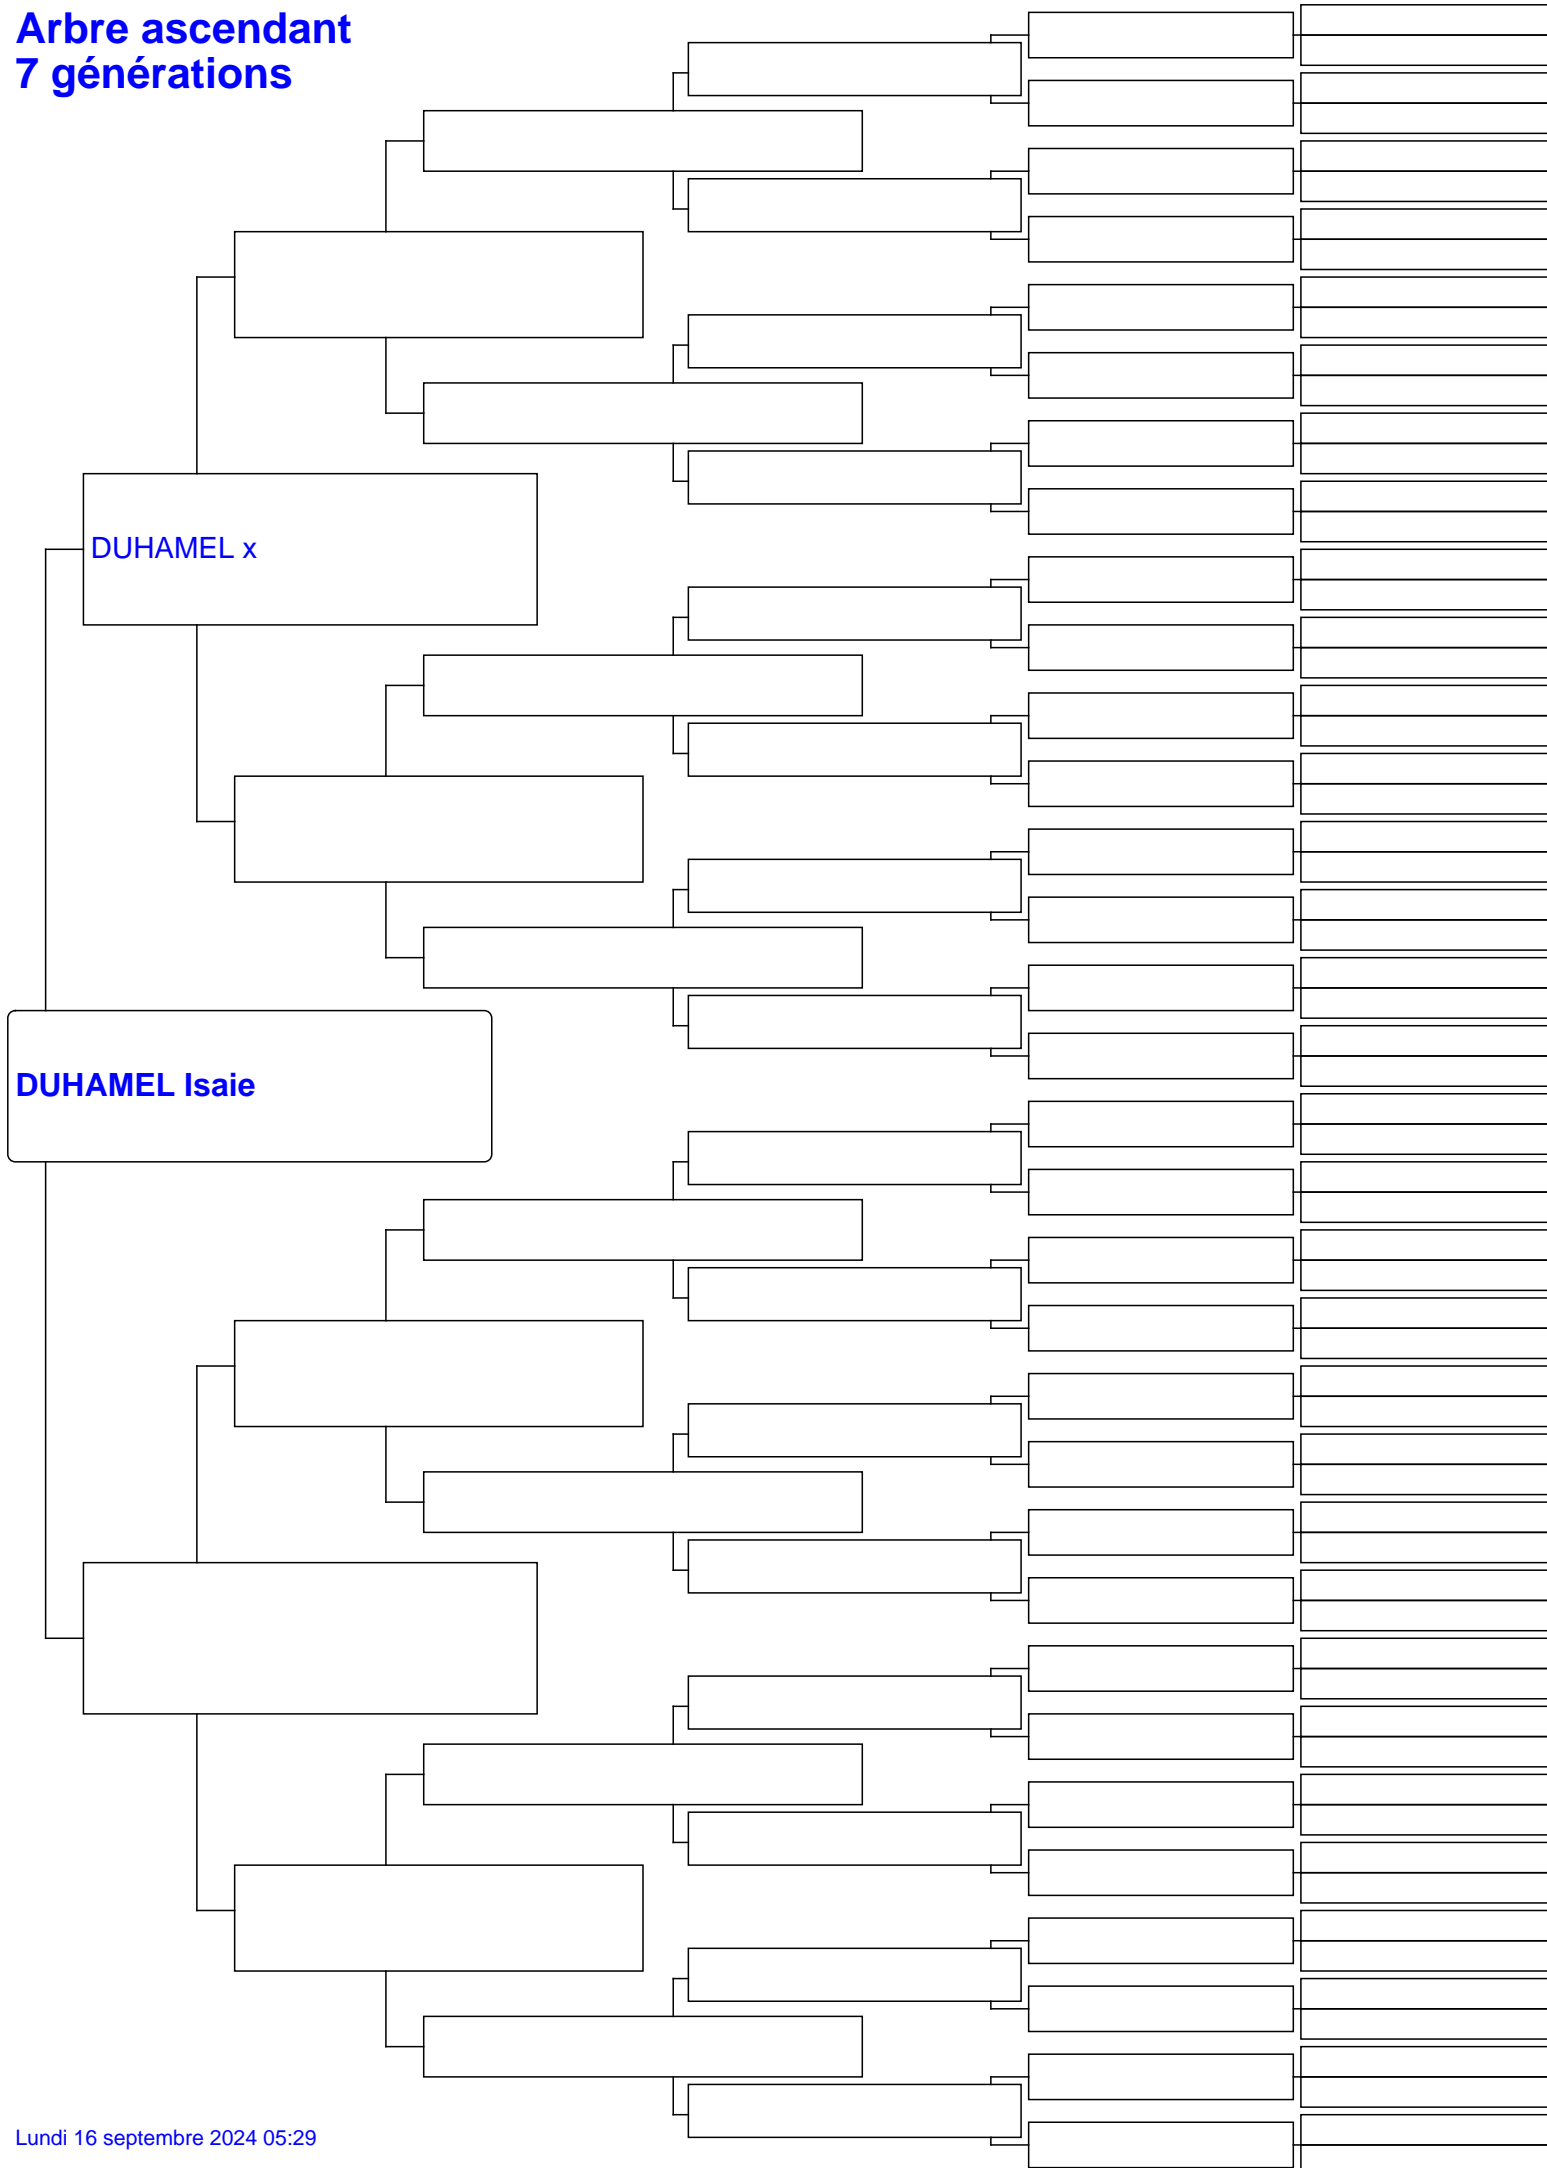 Arbre ascendant
7 générations
DUHAMEL x
DUHAMEL Isaie
Lundi 16 septembre 2024 05:29